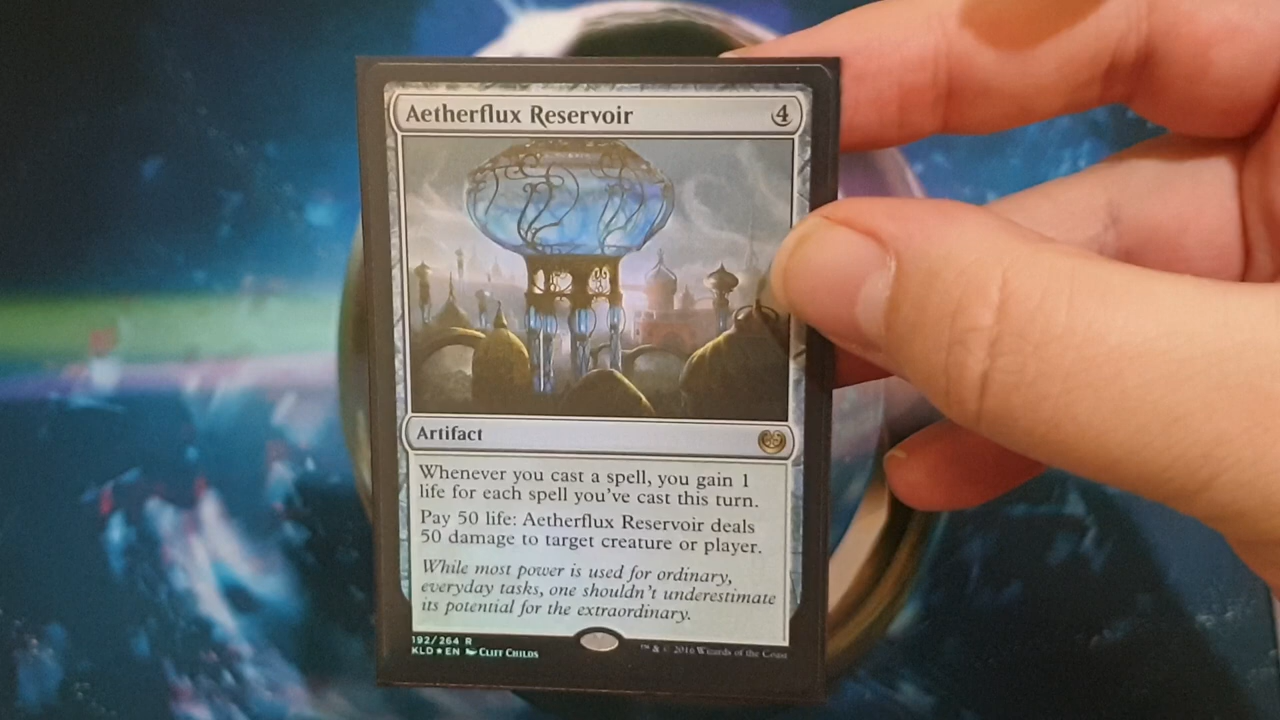 Aetherflux Reservoir 4
Artifact
Whenever you cast a spell, you gain 1
life for each spell you've cast this turn.
Pay 50 life: Aetherflux Reservoir deals
50 damage to target creature or player.
While most power is used for ordinary,
everyday tasks, one shouldn't underestimate
its potential for the extraordinary.
192/264 R
KLD ★ EN Cliff Childs
™ & © 2016 Wizards of the Coast